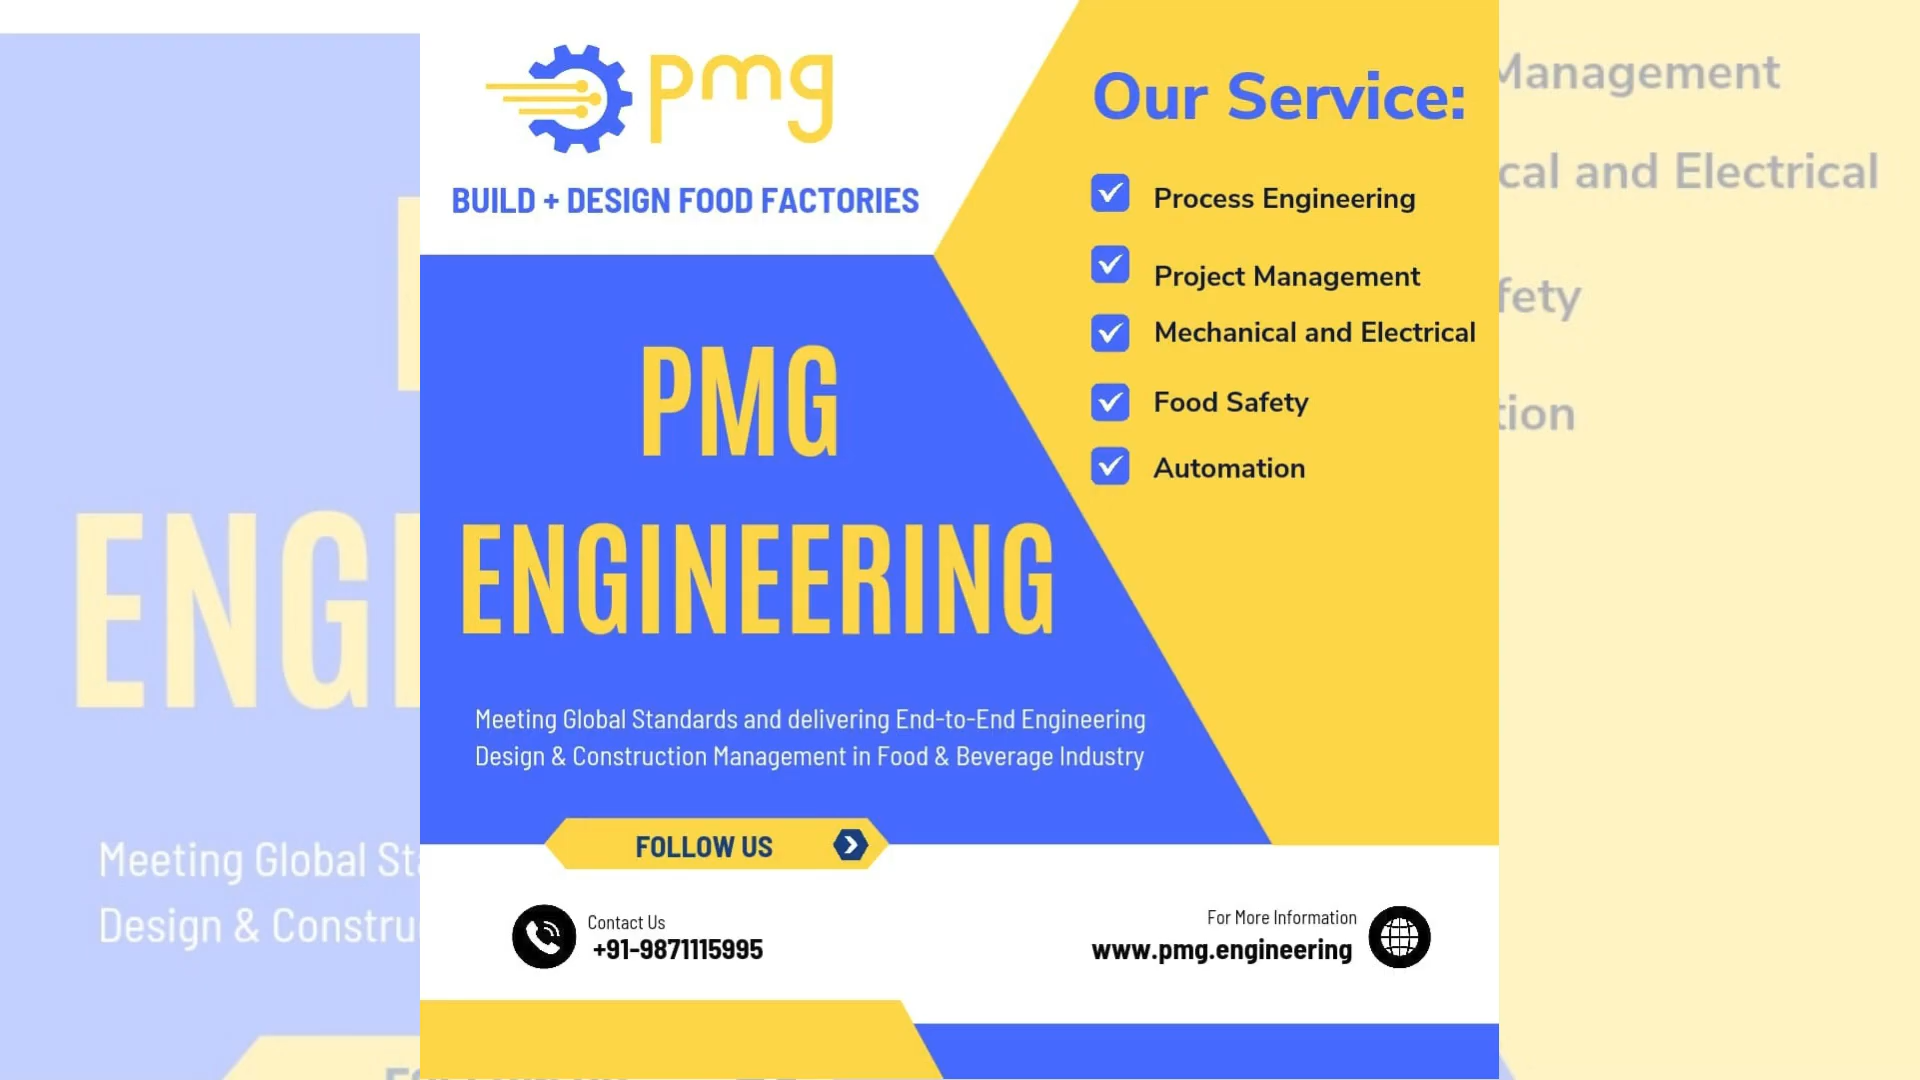 pmg
BUILD + DESIGN FOOD FACTORIES
PMG
ENGINEERING
Meeting Global Standards and delivering End-to-End Engineering
Design & Construction Management in Food & Beverage Industry
FOLLOW US
Contact Us
+91-9871115995
Our Service:
Process Engineering
Project Management
Mechanical and Electrical
Food Safety
Automation
For More Information
www.pmg.engineering
Management
cal and Electrical
fety
tion
ENGI
Meeting Global St
Design & Constru